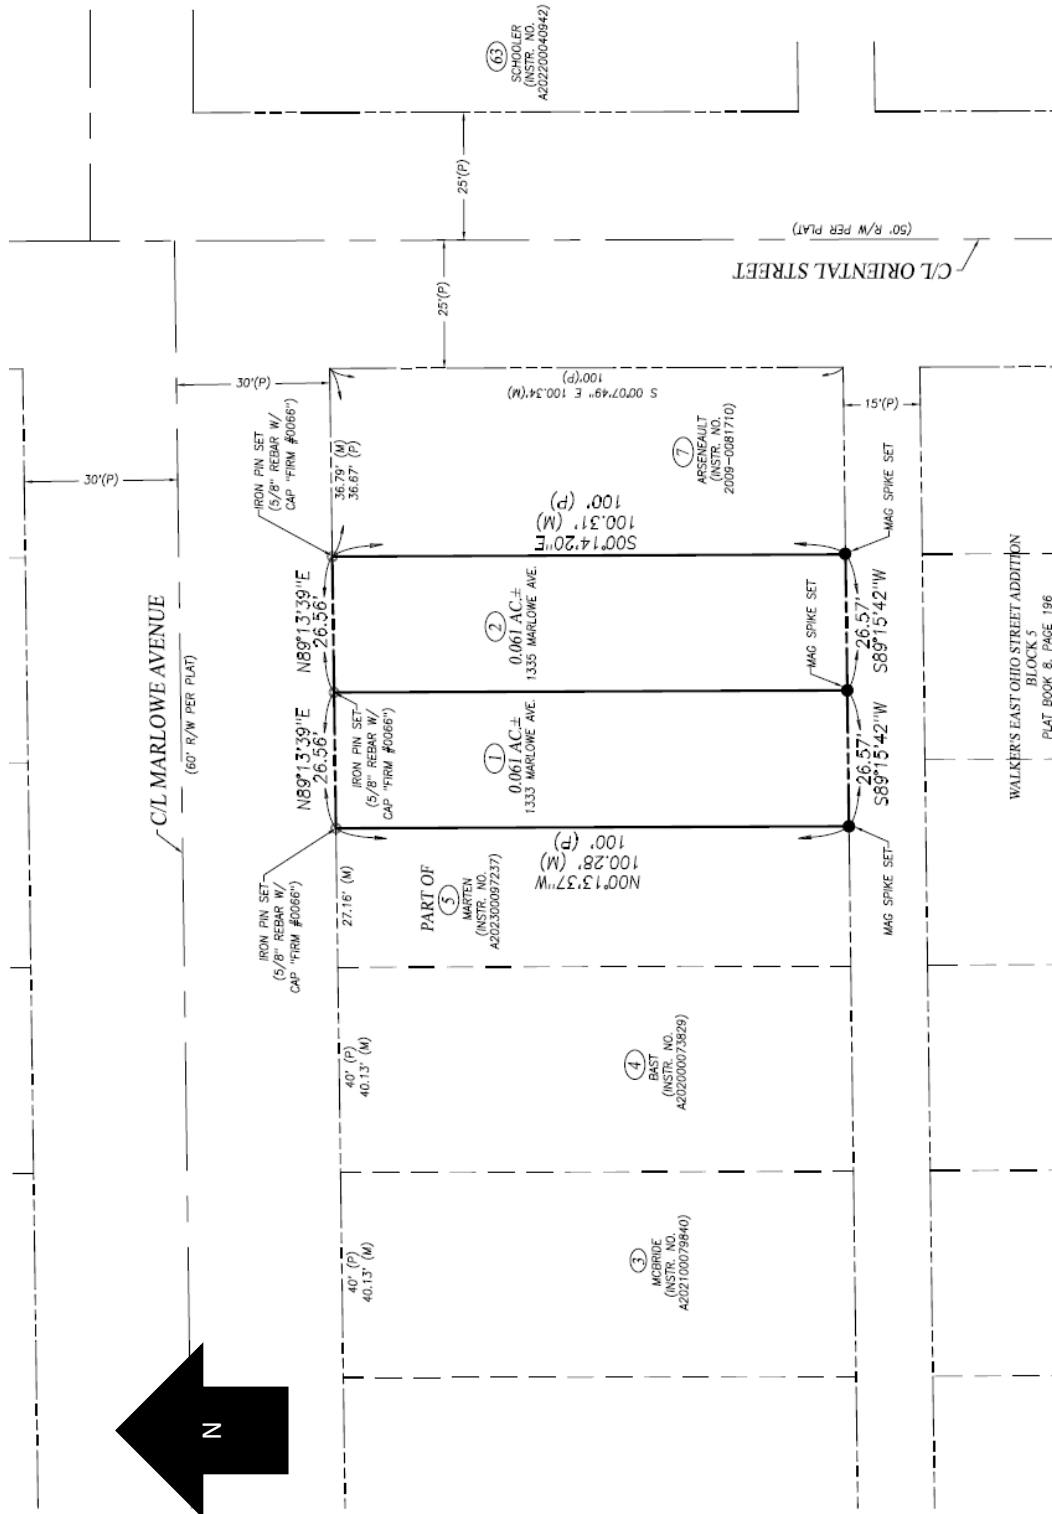 63
SCHOOLER
(INSTR. NO.
A202200040942)
25'(P)
25'(P)
(50' R/W PER PLAT)
C/L ORIENTAL STREET
30'(P)
30'(P)
15'(P)
IRON PIN SET
(5/8" REBAR W/
CAP "FIRM #0066")
36.79' (M)
36.67' (P)
S 00°07'49" E 100.34'(M)
100'(P)
7
ARSENEAULT
(INSTR. NO.
2009-0081710)
S00°14'20"E
100.31' (M)
100' (P)
MAG SPIKE SET
C/L MARLOWE AVENUE
(60' R/W PER PLAT)
N89°13'39"E
26.56'
2
0.061 AC.±
1335 MARLOWE AVE.
MAG SPIKE SET
26.57'
S89°15'42"W
N89°13'39"E
26.56'
IRON PIN SET
(5/8" REBAR W/
CAP "FIRM #0066")
1
0.061 AC.±
1333 MARLOWE AVE.
26.57'
S89°15'42"W
WALKER'S EAST OHIO STREET ADDITION
BLOCK 5
PLAT BOOK 8, PAGE 196
IRON PIN SET
(5/8" REBAR W/
CAP "FIRM #0066")
27.16' (M)
N00°13'37"W
100.28' (M)
100' (P)
PART OF
5
MARTEN
(INSTR. NO.
A202300097237)
MAG SPIKE SET
40' (P)
40.13' (M)
4
BAST
(INSTR. NO.
A202000073829)
40' (P)
40.13' (M)
3
MCBRIDE
(INSTR. NO.
A202100079840)
N